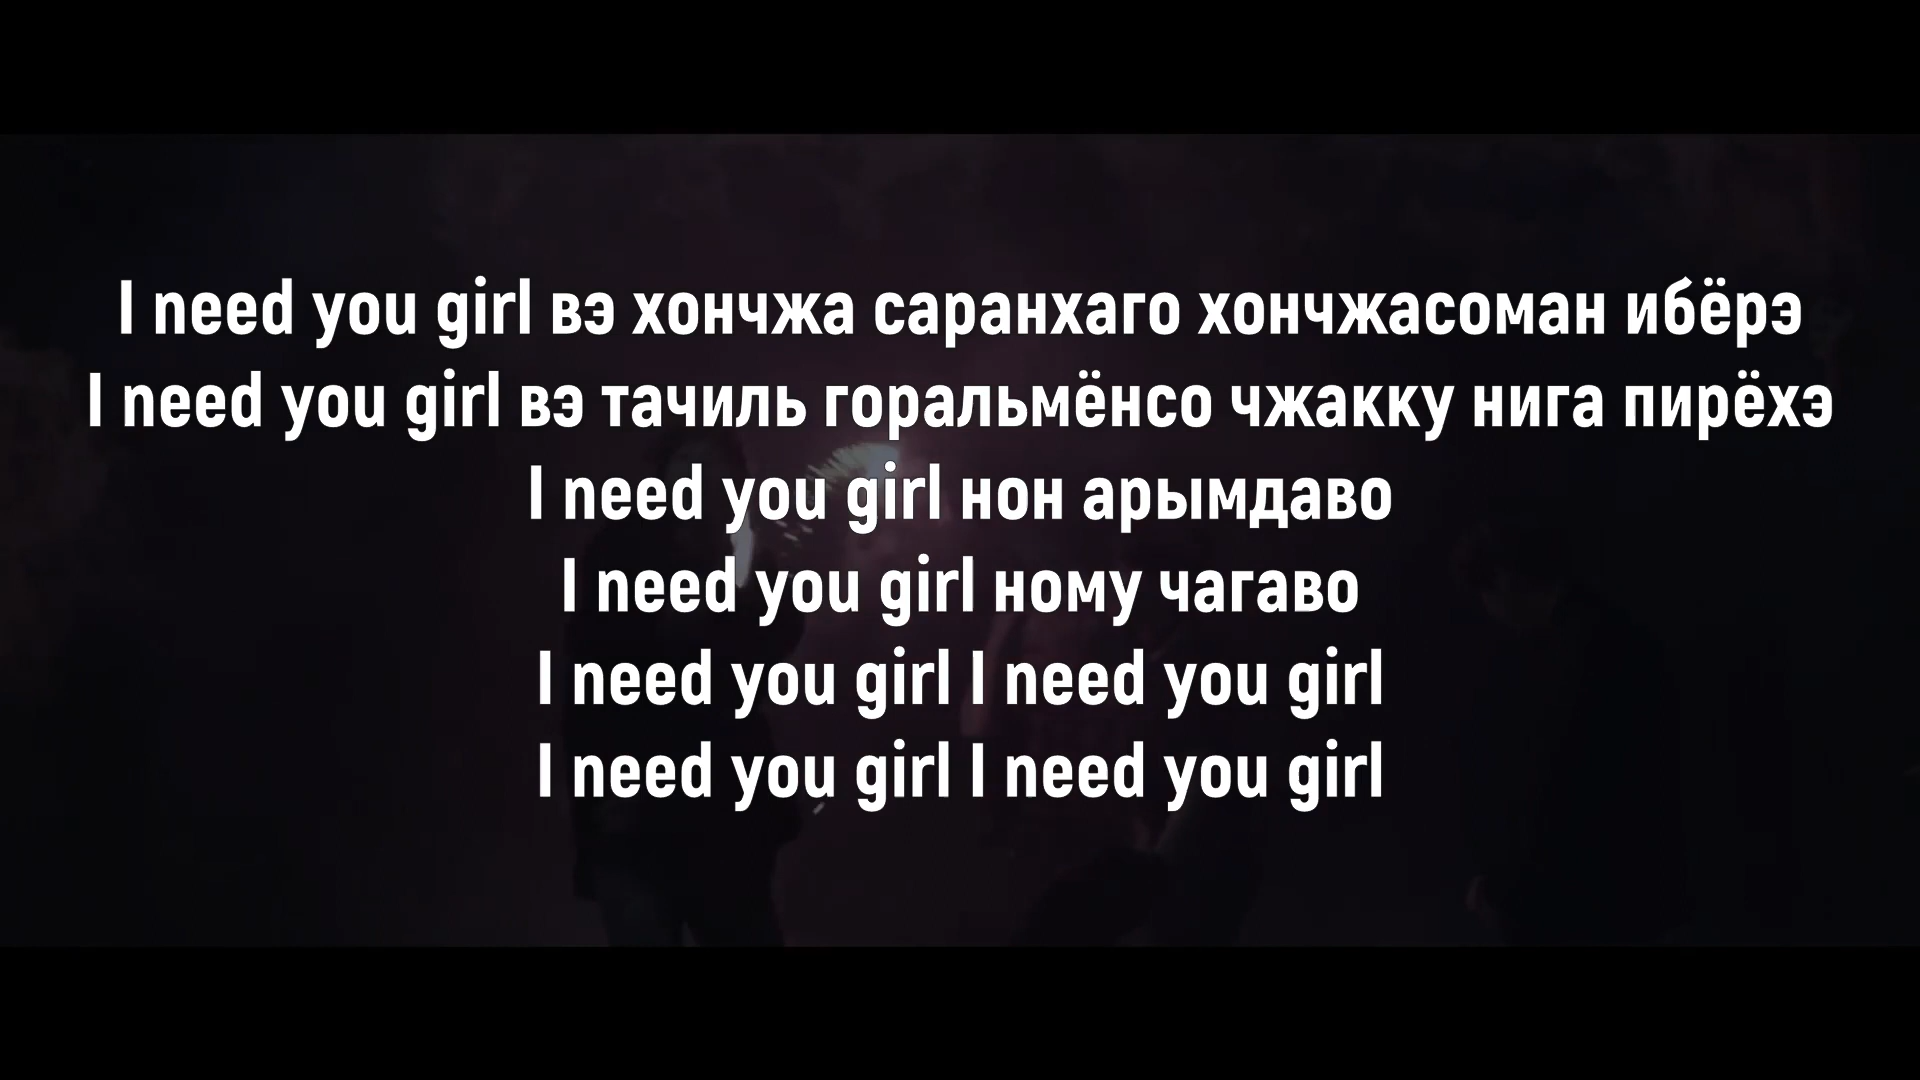 I need you girl вэ хончжа саранхаго хончжасоман ибёрэ
I need you girl вэ тачиль горальмёнсо чжакку нига пирёхэ
I need you girl нон арымдаво
I need you girl ному чагаво
I need you girl I need you girl
I need you girl I need you girl